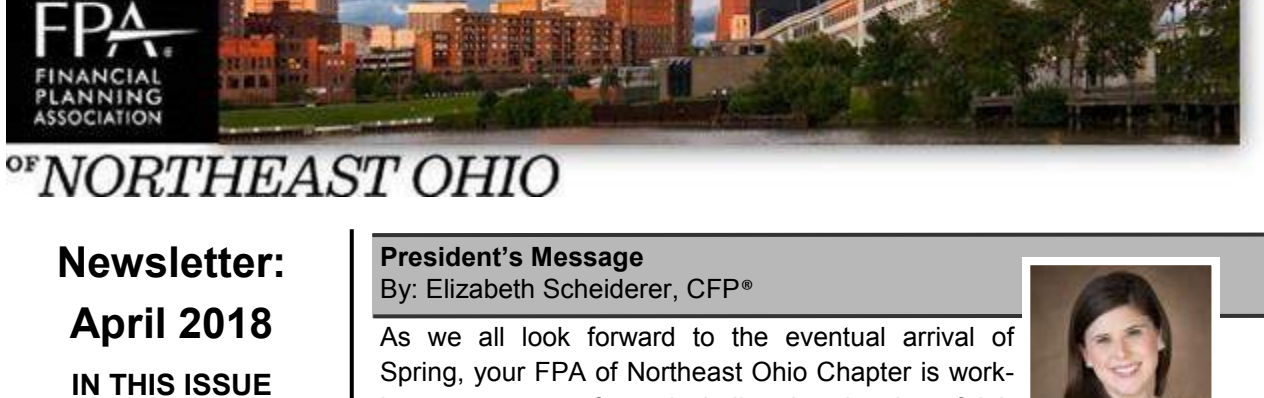 FPA®
FINANCIAL
PLANNING
ASSOCIATION
OF NORTHEAST OHIO
Newsletter:
April 2018
IN THIS ISSUE
President’s Message
By: Elizabeth Scheiderer, CFP®
As we all look forward to the eventual arrival of
Spring, your FPA of Northeast Ohio Chapter is work-